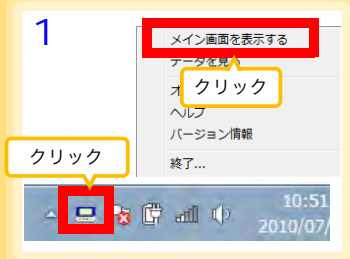 1
メイン画面を表示する
データを見
クリック
ヘルプ
バージョン情報
終了...
クリック
10:51
2010/07/